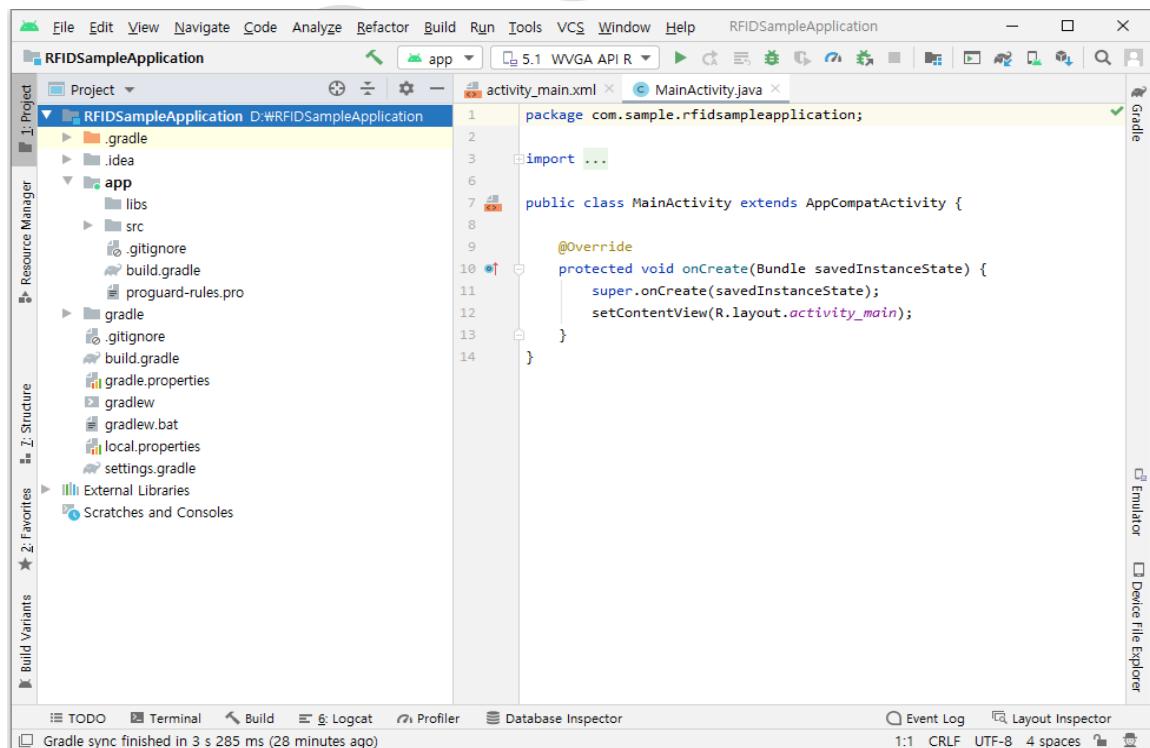 File Edit View Navigate Code Analyze Refactor Build Run Tools VCS Window Help RFIDSampleApplication
RFIDSampleApplication
app
5.1 WVGA API R
1: Project
Resource Manager
7: Structure
2: Favorites
Build Variants
Project
RFIDSampleApplication D:₩RFIDSampleApplication
.gradle
.idea
app
libs
src
.gitignore
build.gradle
proguard-rules.pro
gradle
.gitignore
build.gradle
gradle.properties
gradlew
gradlew.bat
local.properties
settings.gradle
External Libraries
Scratches and Consoles
activity_main.xml
MainActivity.java
1 package com.sample.rfidsampleapplication;
2
3 import ...
6
7 public class MainActivity extends AppCompatActivity {
8
9 @Override
10 protected void onCreate(Bundle savedInstanceState) {
11 super.onCreate(savedInstanceState);
12 setContentView(R.layout.activity_main);
13 }
14 }
Gradle
Emulator
Device File Explorer
TODO Terminal Build 6: Logcat Profiler Database Inspector Event Log Layout Inspector
Gradle sync finished in 3 s 285 ms (28 minutes ago) 1:1 CRLF UTF-8 4 spaces